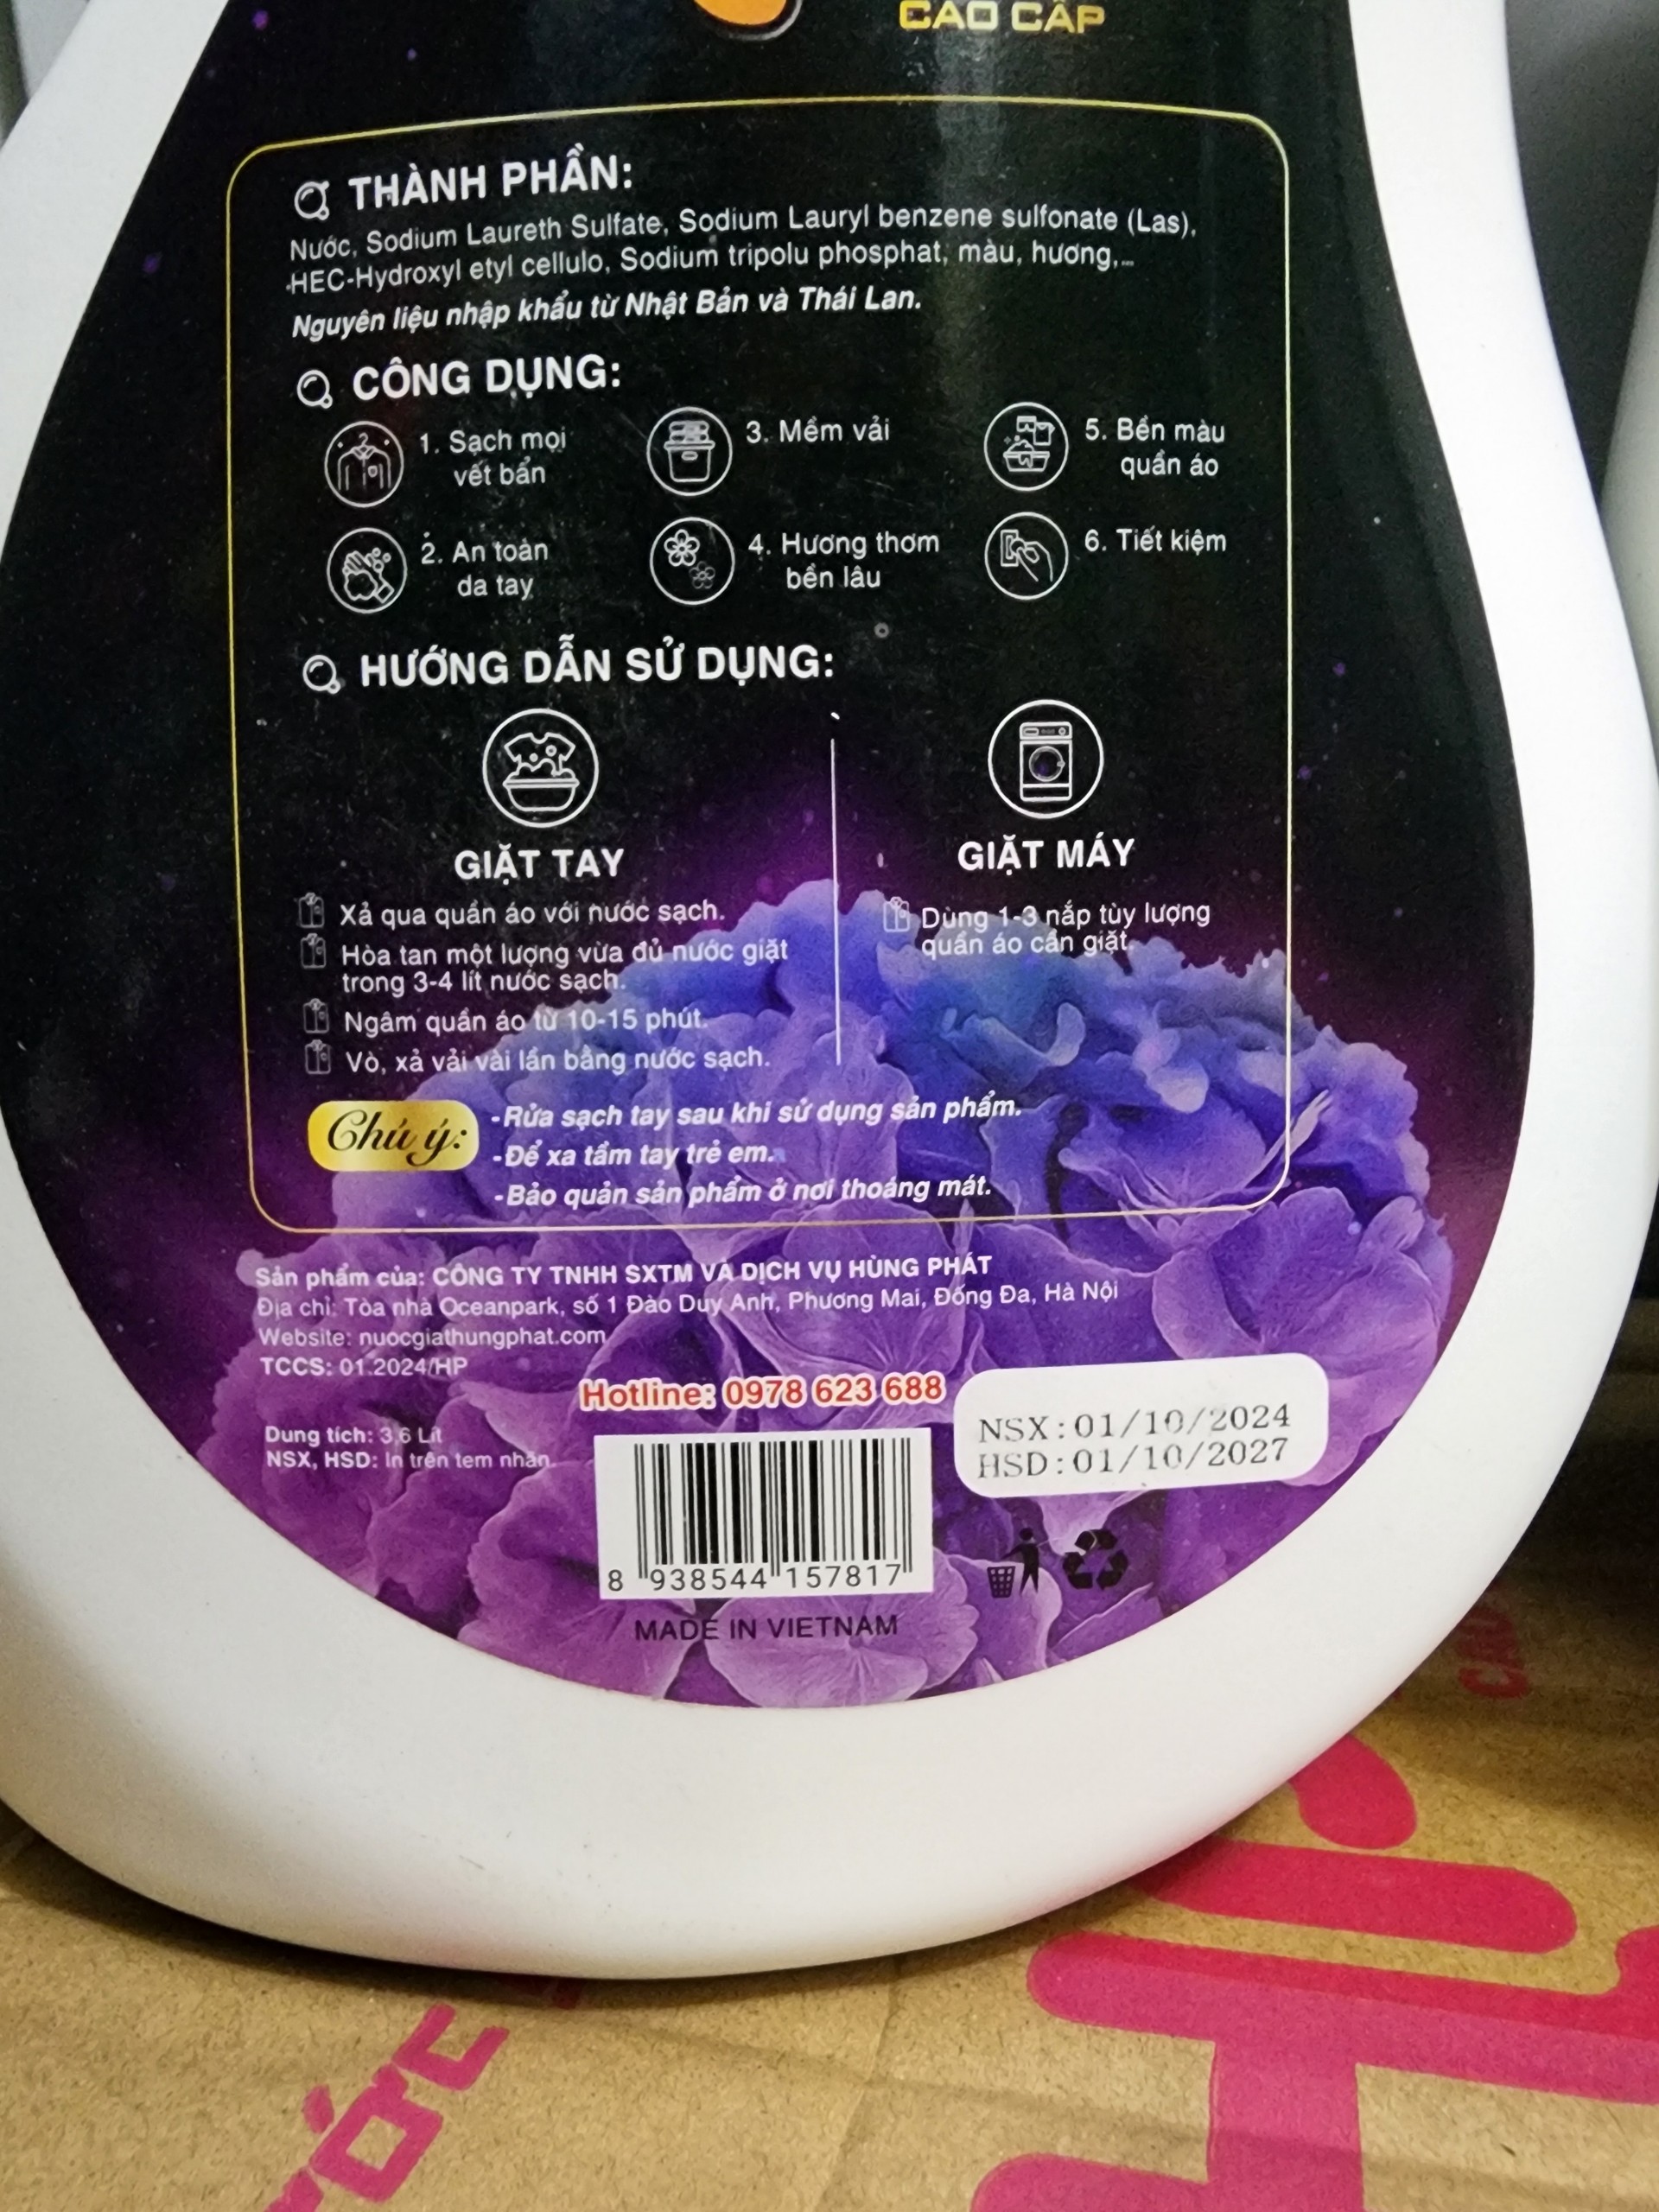 CAO CẤP
THÀNH PHẦN:
Nước, Sodium Laureth Sulfate, Sodium Lauryl benzene sulfonate (Las),
HEC-Hydroxyl etyl cellulo, Sodium tripolu phosphat, màu, hương,...
Nguyên liệu nhập khẩu từ Nhật Bản và Thái Lan.
CÔNG DỤNG:
1. Sạch mọi
vết bẩn
2. An toàn
da tay
3. Mềm vải
4. Hương thơm
bền lâu
5. Bền màu
quần áo
6. Tiết kiệm
HƯỚNG DẪN SỬ DỤNG:
GIẶT TAY
Xả qua quần áo với nước sạch.
Hòa tan một lượng vừa đủ nước giặt
trong 3-4 lít nước sạch.
Ngâm quần áo từ 10-15 phút.
Vò, xả vải vài lần bằng nước sạch.
GIẶT MÁY
Dùng 1-3 nắp tùy lượng
quần áo cần giặt.
Chú ý:
-Rửa sạch tay sau khi sử dụng sản phẩm.
-Để xa tầm tay trẻ em.
-Bảo quản sản phẩm ở nơi thoáng mát.
Sản phẩm của: CÔNG TY TNHH SXTM VÀ DỊCH VỤ HÙNG PHÁT
Địa chỉ: Tòa nhà Oceanpark, số 1 Đào Duy Anh, Phương Mai, Đống Đa, Hà Nội
Website: nuocgiathungphat.com
TCCS: 01.2024/HP
Hotline: 0978 623 688
Dung tích: 3,6 Lít
NSX, HSD: In trên tem nhãn.
NSX:01/10/2024
HSD:01/10/2027
8 938544 157817
MADE IN VIETNAM